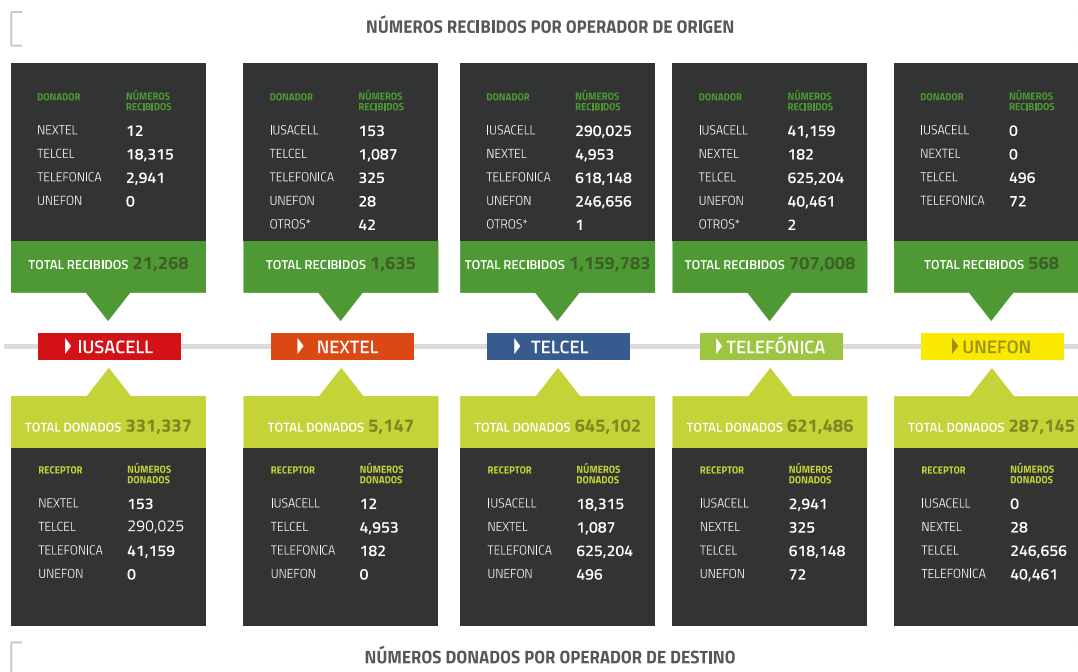 NÚMEROS RECIBIDOS POR OPERADOR DE ORIGEN
DONADOR NÚMEROS RECIBIDOS
NEXTEL 12
TELCEL 18,315
TELEFONICA 2,941
UNEFON 0
TOTAL RECIBIDOS 21,268
DONADOR NÚMEROS RECIBIDOS
IUSACELL 153
TELCEL 1,087
TELEFONICA 325
UNEFON 28
OTROS* 42
TOTAL RECIBIDOS 1,635
DONADOR NÚMEROS RECIBIDOS
IUSACELL 290,025
NEXTEL 4,953
TELEFONICA 618,148
UNEFON 246,656
OTROS* 1
TOTAL RECIBIDOS 1,159,783
DONADOR NÚMEROS RECIBIDOS
IUSACELL 41,159
NEXTEL 182
TELCEL 625,204
UNEFON 40,461
OTROS* 2
TOTAL RECIBIDOS 707,008
DONADOR NÚMEROS RECIBIDOS
IUSACELL 0
NEXTEL 0
TELCEL 496
TELEFONÍCA 72
TOTAL RECIBIDOS 568
IUSACELL
NEXTEL
TELCEL
TELEFÓNICA
UNEFON
TOTAL DONADOS 331,337
RECEPTOR NÚMEROS DONADOS
NEXTEL 153
TELCEL 290,025
TELEFONICA 41,159
UNEFON 0
TOTAL DONADOS 5,147
RECEPTOR NÚMEROS DONADOS
IUSACELL 12
TELCEL 4,953
TELEFONICA 182
UNEFON 0
TOTAL DONADOS 645,102
RECEPTOR NÚMEROS DONADOS
IUSACELL 18,315
NEXTEL 1,087
TELEFONICA 625,204
UNEFON 496
TOTAL DONADOS 621,486
RECEPTOR NÚMEROS DONADOS
IUSACELL 2,941
NEXTEL 325
TELCEL 618,148
UNEFON 72
TOTAL DONADOS 287,145
RECEPTOR NÚMEROS DONADOS
IUSACELL 0
NEXTEL 28
TELCEL 246,656
TELEFONÍCA 40,461
NÚMEROS DONADOS POR OPERADOR DE DESTINO